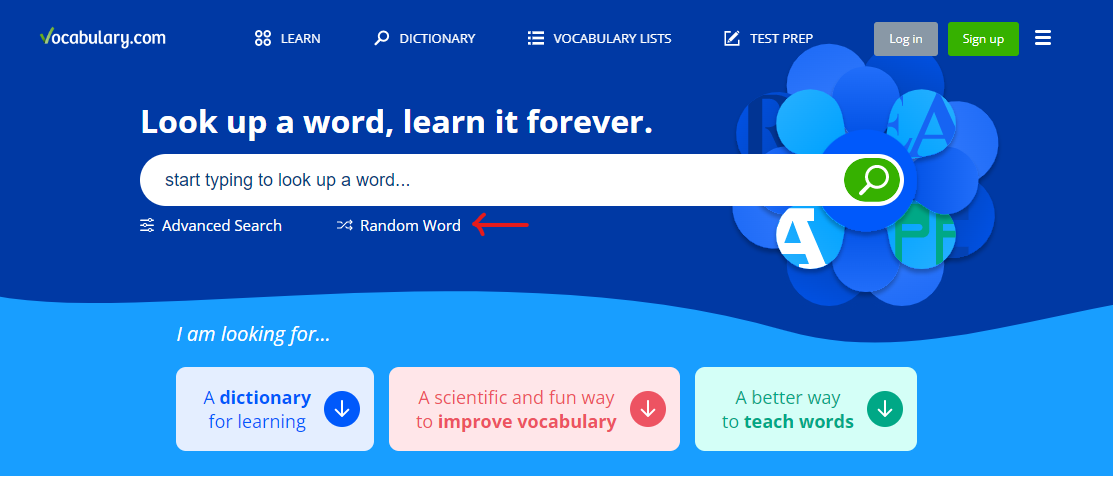 Vocabulary.com
LEARN
DICTIONARY
VOCABULARY LISTS
TEST PREP
Log in
Sign up
Look up a word, learn it forever.
start typing to look up a word...
Advanced Search
Random Word
I am looking for...
A dictionary
for learning
A scientific and fun way
to improve vocabulary
A better way
to teach words